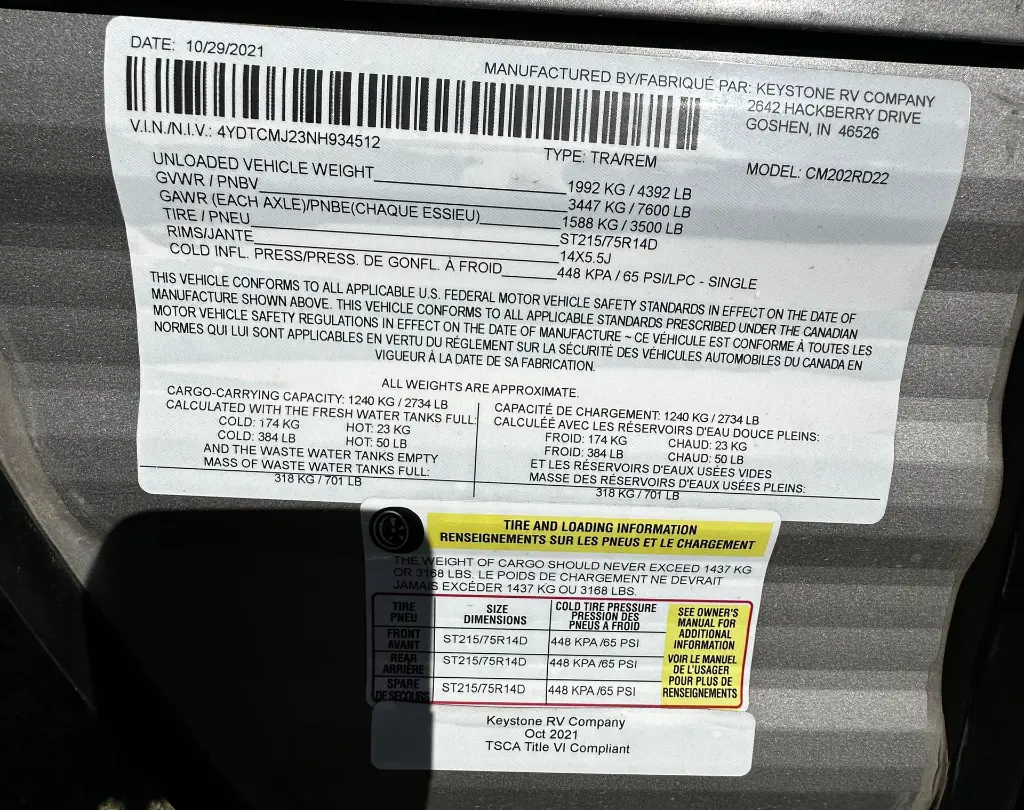 DATE: 10/29/2021
MANUFACTURED BY/FABRIQUÉ PAR: KEYSTONE RV COMPANY
2642 HACKBERRY DRIVE
GOSHEN, IN 46526
V.I.N./N.I.V.: 4YDTCMJ23NH934512
TYPE: TRA/REM
MODEL: CM202RD22
UNLOADED VEHICLE WEIGHT 1992 KG / 4392 LB
GVWR / PNBV 3447 KG / 7600 LB
GAWR (EACH AXLE)/PNBE(CHAQUE ESSIEU) 1588 KG / 3500 LB
TIRE / PNEU ST215/75R14D
RIMS/JANTE 14X5.5J
COLD INFL. PRESS/PRESS. DE GONFL. À FROID 448 KPA / 65 PSI/LPC - SINGLE
THIS VEHICLE CONFORMS TO ALL APPLICABLE U.S. FEDERAL MOTOR VEHICLE SAFETY STANDARDS IN EFFECT ON THE DATE OF
MANUFACTURE SHOWN ABOVE. THIS VEHICLE CONFORMS TO ALL APPLICABLE STANDARDS PRESCRIBED UNDER THE CANADIAN
MOTOR VEHICLE SAFETY REGULATIONS IN EFFECT ON THE DATE OF MANUFACTURE ~ CE VÉHICULE EST CONFORME À TOUTES LES
NORMES QUI LUI SONT APPLICABLES EN VERTU DU RÈGLEMENT SUR LA SÉCURITÉ DES VÉHICULES AUTOMOBILES DU CANADA EN
VIGUEUR À LA DATE DE SA FABRICATION.
ALL WEIGHTS ARE APPROXIMATE.
CARGO-CARRYING CAPACITY: 1240 KG / 2734 LB
CALCULATED WITH THE FRESH WATER TANKS FULL:
COLD: 174 KG HOT: 23 KG
COLD: 384 LB HOT: 50 LB
AND THE WASTE WATER TANKS EMPTY
MASS OF WASTE WATER TANKS FULL:
318 KG / 701 LB
CAPACITÉ DE CHARGEMENT: 1240 KG / 2734 LB
CALCULÉE AVEC LES RÉSERVOIRS D'EAU DOUCE PLEINS:
FROID: 174 KG CHAUD: 23 KG
FROID: 384 LB CHAUD: 50 LB
ET LES RÉSERVOIRS D'EAUX USÉES VIDES
MASSE DES RÉSERVOIRS D'EAUX USÉES PLEINS:
318 KG / 701 LB
TIRE AND LOADING INFORMATION
RENSEIGNEMENTS SUR LES PNEUS ET LE CHARGEMENT
THE WEIGHT OF CARGO SHOULD NEVER EXCEED 1437 KG
OR 3168 LBS. LE POIDS DE CHARGEMENT NE DEVRAIT
JAMAIS EXCÉDER 1437 KG OU 3168 LBS.
TIRE
PNEU
SIZE
DIMENSIONS
COLD TIRE PRESSURE
PRESSION DES
PNEUS A FROID
FRONT
AVANT
ST215/75R14D 448 KPA /65 PSI
REAR
ARRIÈRE
ST215/75R14D 448 KPA /65 PSI
SPARE
DE SECOURS
ST215/75R14D 448 KPA /65 PSI
SEE OWNER'S
MANUAL FOR
ADDITIONAL
INFORMATION
VOIR LE MANUEL
DE L'USAGER
POUR PLUS DE
RENSEIGNEMENTS
Keystone RV Company
Oct 2021
TSCA Title VI Compliant